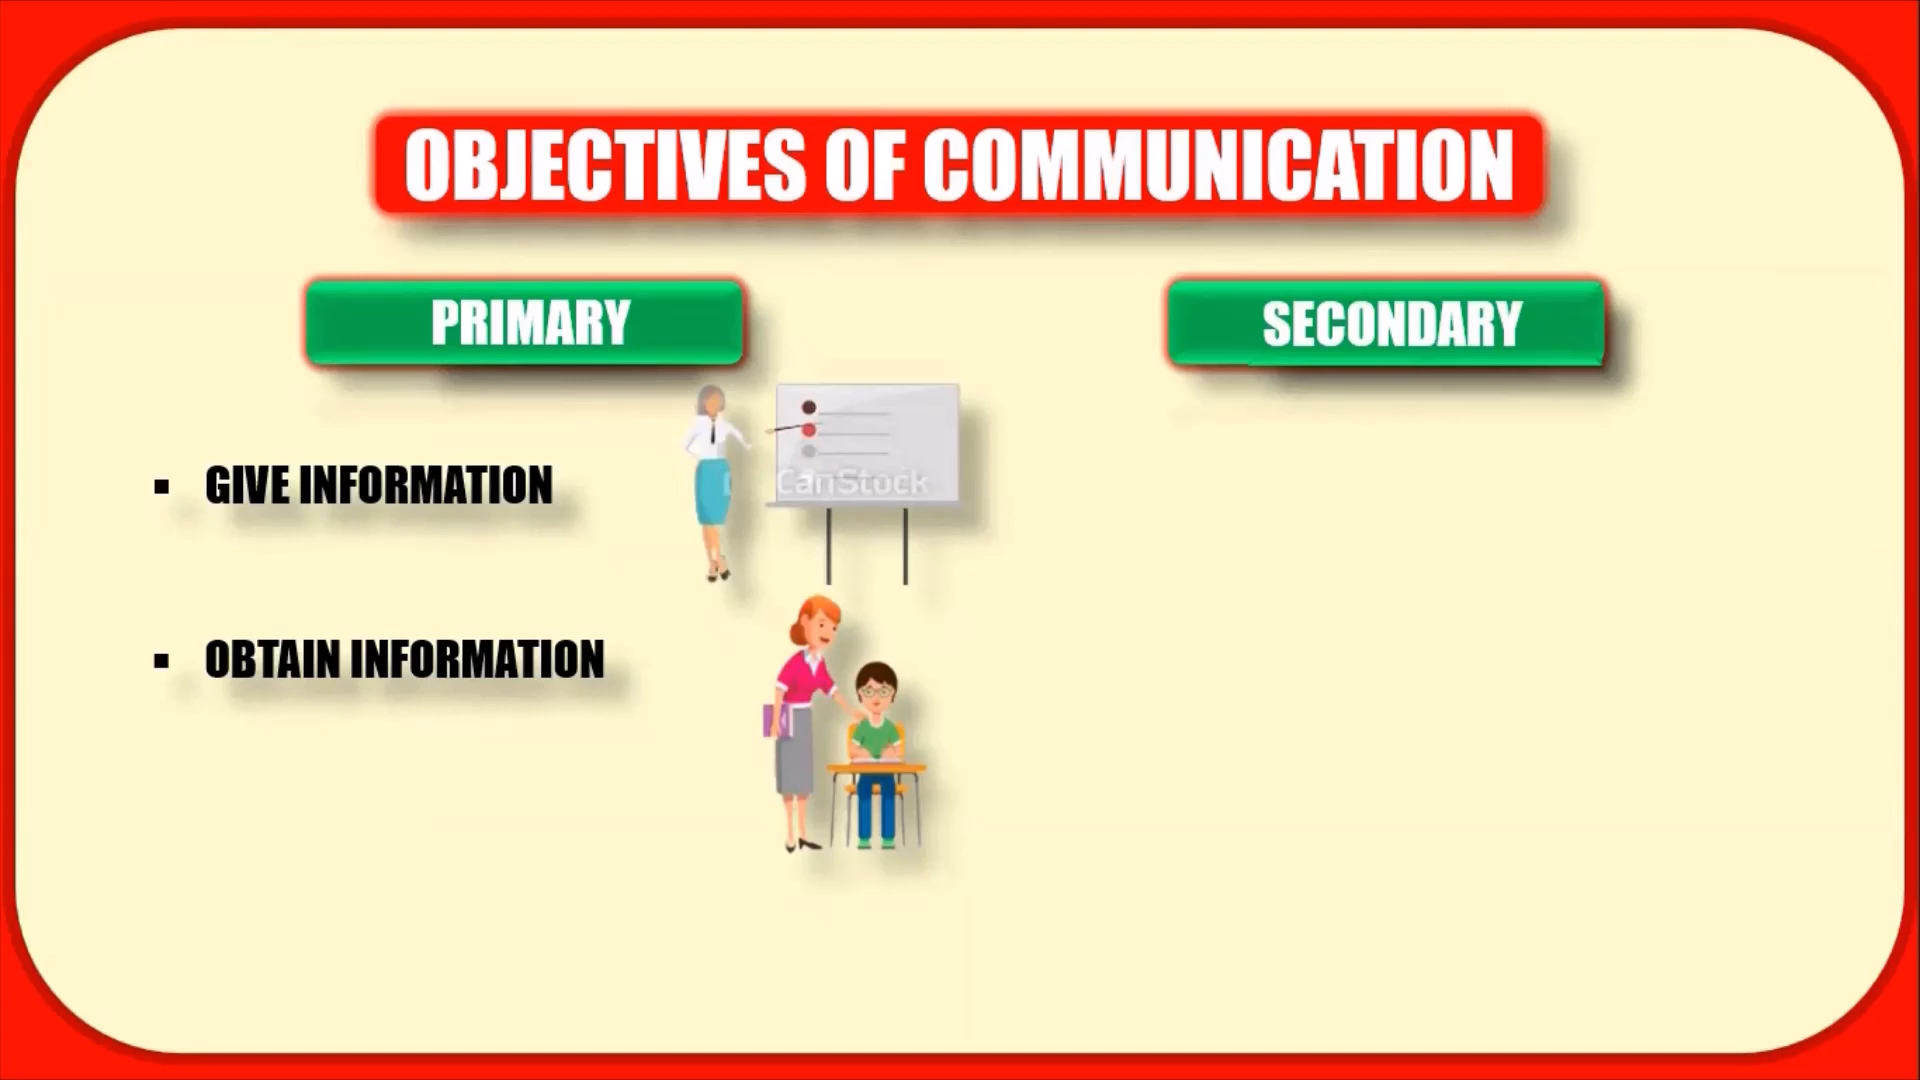 OBJECTIVES OF COMMUNICATION
PRIMARY
SECONDARY
▪ GIVE INFORMATION
CanStock
▪ OBTAIN INFORMATION